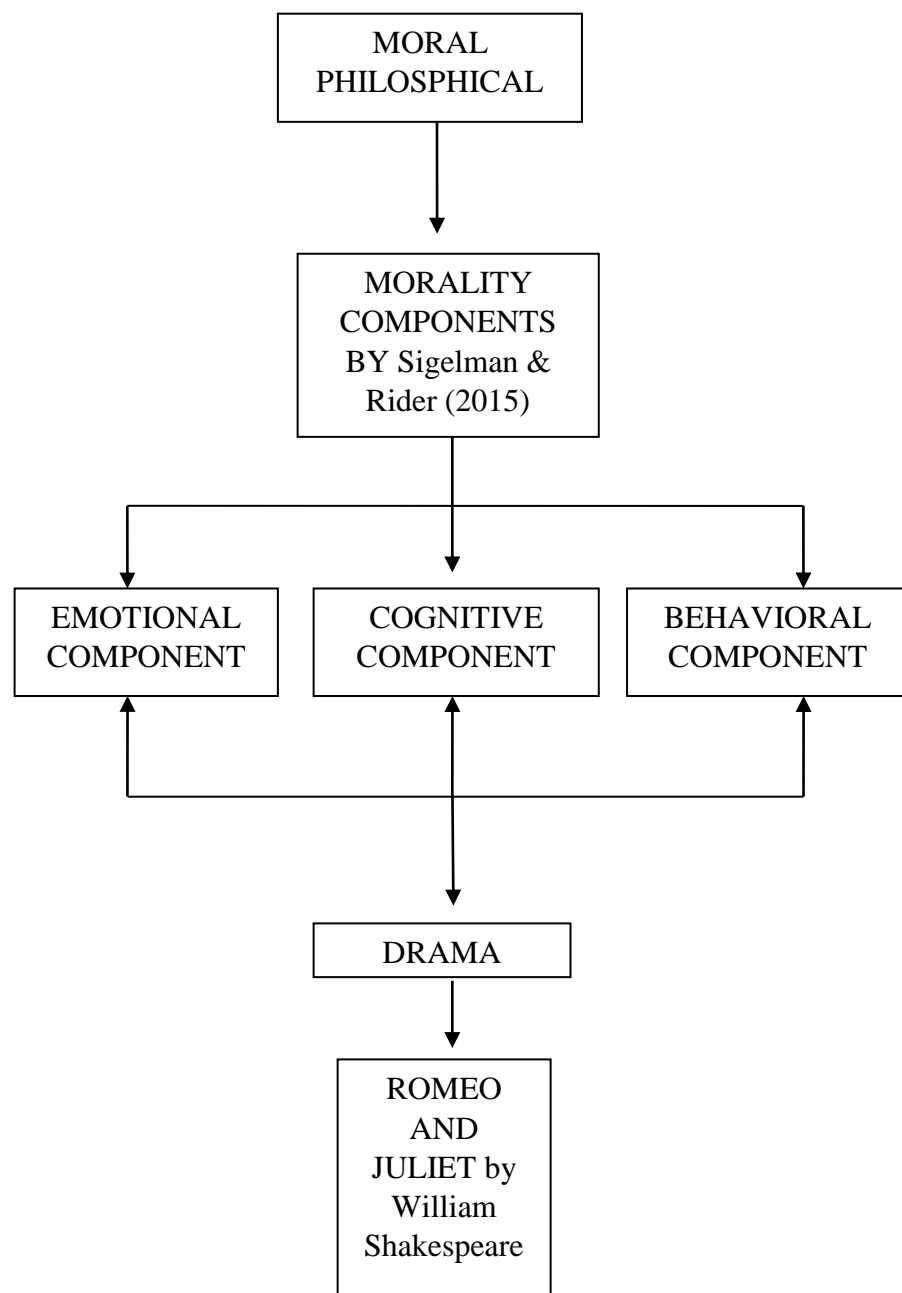 MORAL
PHILOSPHICAL
MORALITY
COMPONENTS
BY Sigelman &
Rider (2015)
EMOTIONAL
COMPONENT
COGNITIVE
COMPONENT
BEHAVIORAL
COMPONENT
DRAMA
ROMEO
AND
JULIET by
William
Shakespeare